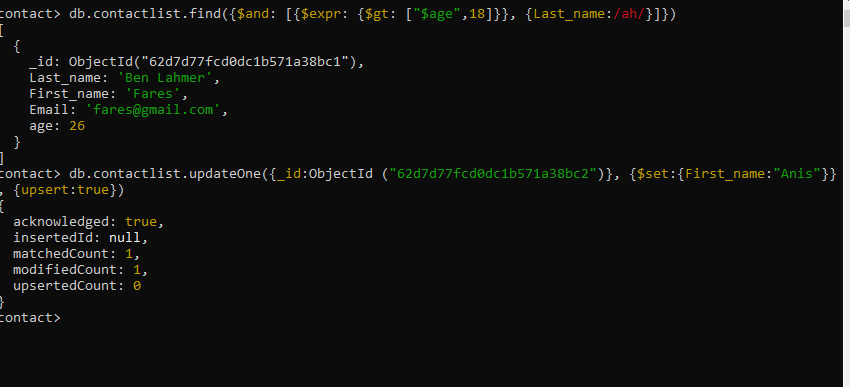 contact> db.contactlist.find({$and: [{$expr: {$gt: ["$age",18]}}, {Last_name:/ah/}]})
[
  {
    _id: ObjectId("62d7d77fcd0dc1b571a38bc1"),
    Last_name: 'Ben Lahmer',
    First_name: 'Fares',
    Email: 'fares@gmail.com',
    age: 26
  }
]
contact> db.contactlist.updateOne({_id:ObjectId ("62d7d77fcd0dc1b571a38bc2")}, {$set:{First_name:"Anis"}}
, {upsert:true})
{
  acknowledged: true,
  insertedId: null,
  matchedCount: 1,
  modifiedCount: 1,
  upsertedCount: 0
}
contact>